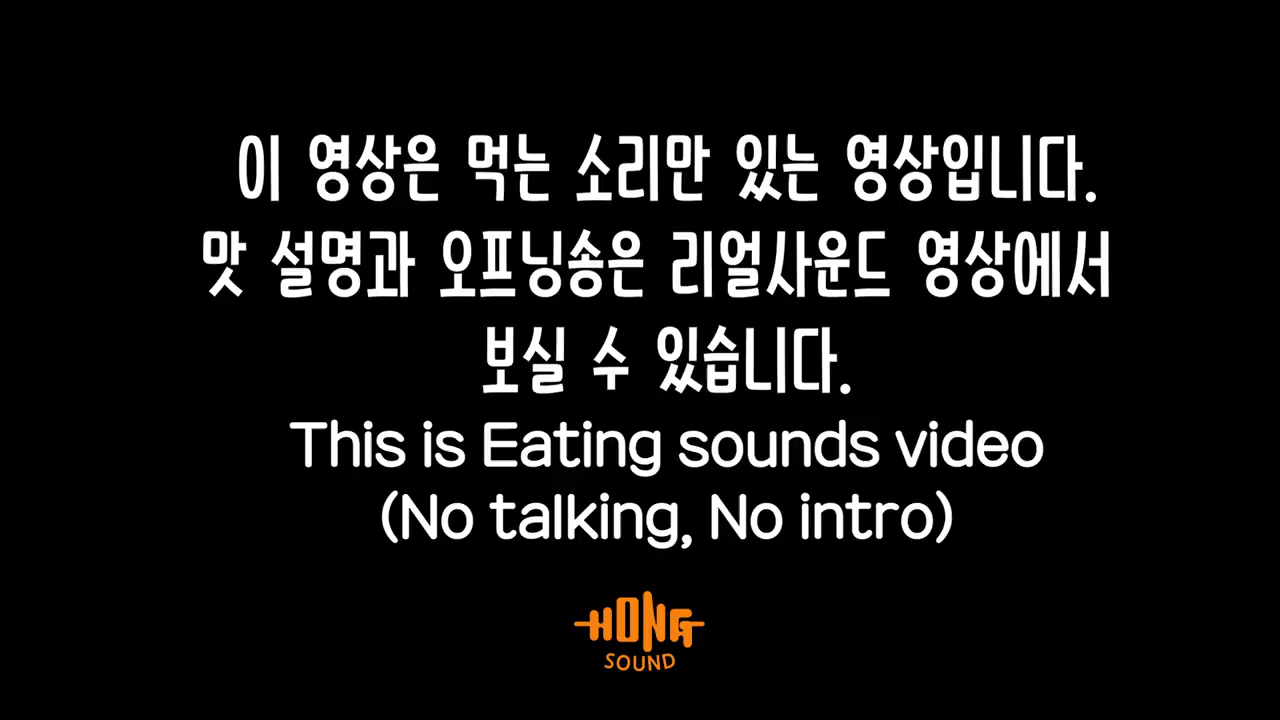 이 영상은 먹는 소리만 있는 영상입니다.
맛 설명과 오프닝송은 리얼사운드 영상에서
보실 수 있습니다.
This is Eating sounds video
(No talking, No intro)
HONG
SOUND